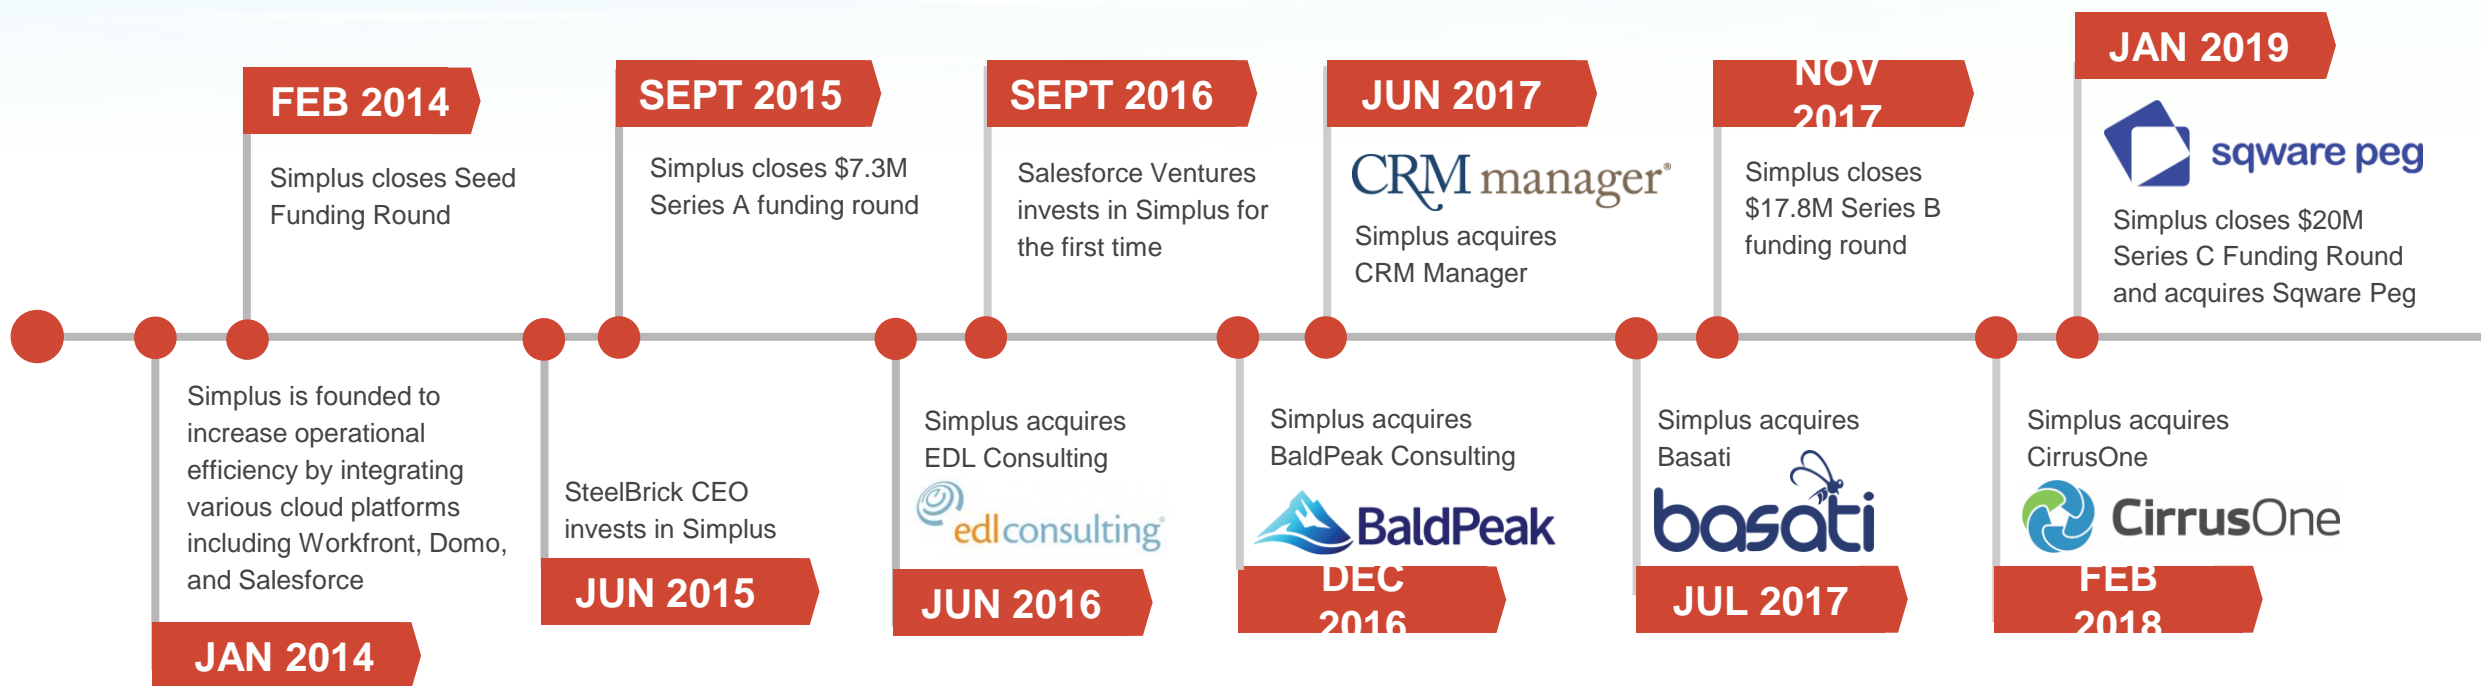 FEB 2014
Simplus closes Seed
Funding Round
SEPT 2015
Simplus closes $7.3M
Series A funding round
SEPT 2016
Salesforce Ventures
invests in Simplus for
the first time
JUN 2017
CRM manager®
Simplus acquires
CRM Manager
NOV
2017
Simplus closes
$17.8M Series B
funding round
JAN 2019
sqware peg
Simplus closes $20M
Series C Funding Round
and acquires Sqware Peg
Simplus is founded to
increase operational
efficiency by integrating
various cloud platforms
including Workfront, Domo,
and Salesforce
JAN 2014
SteelBrick CEO
invests in Simplus
JUN 2015
Simplus acquires
EDL Consulting
edl consulting
JUN 2016
Simplus acquires
BaldPeak Consulting
BaldPeak
DEC
2016
Simplus acquires
Basati
basati
JUL 2017
Simplus acquires
CirrusOne
CirrusOne
FEB
2018